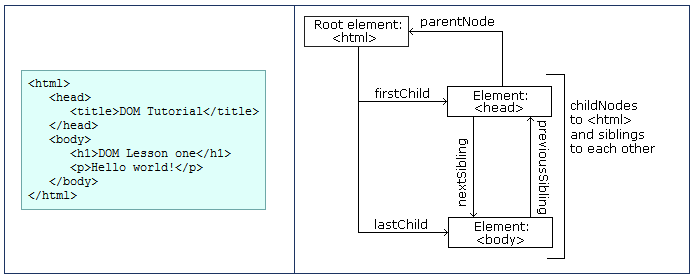 <html>
<head>
<title>DOM Tutorial</title>
</head>
<body>
<h1>DOM Lesson one</h1>
<p>Hello world!</p>
</body>
</html>
Root element:
<html>
parentNode
firstChild
Element:
<head>
nextSibling
previousSibling
childNodes
to <html>
and siblings
to each other
lastChild
Element:
<body>